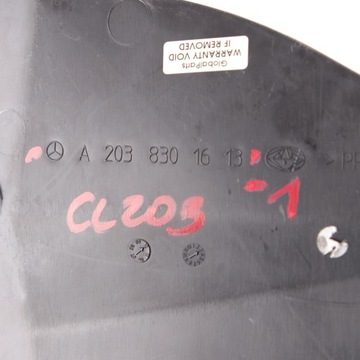 GlobalParts
WARRANTY VOID
IF REMOVED
A 203 830 16 13
-1
CL203